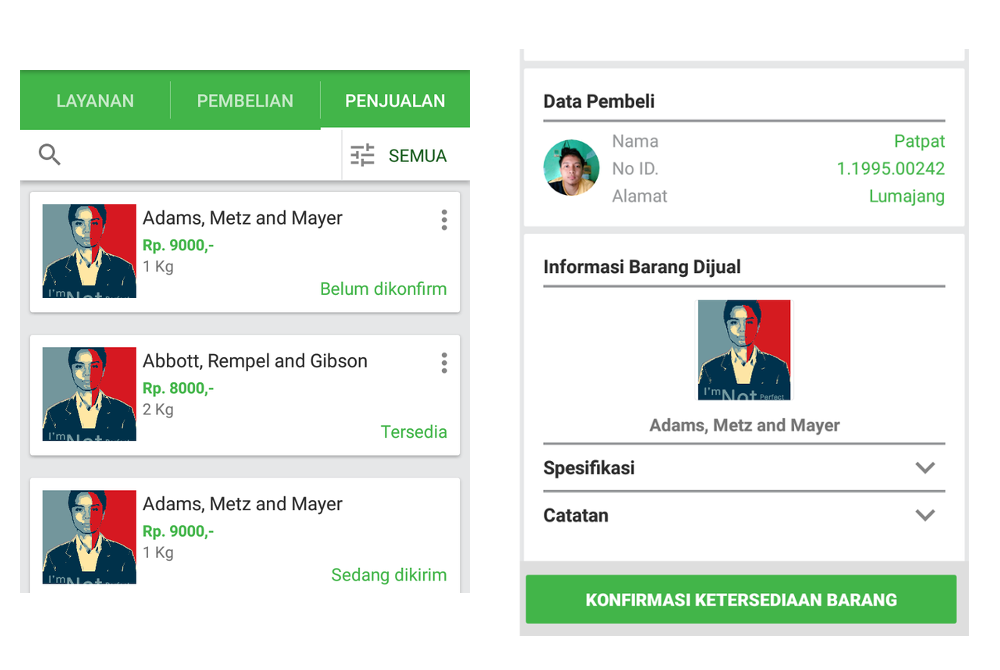 LAYANAN
PEMBELIAN
PENJUALAN
SEMUA
Adams, Metz and Mayer
Rp. 9000,-
1 Kg
Belum dikonfirm
I'm Not
Abbott, Rempel and Gibson
Rp. 8000,-
2 Kg
Tersedia
I'm Not
Adams, Metz and Mayer
Rp. 9000,-
1 Kg
Sedang dikirim
I'm Not
Data Pembeli
Nama Patpat
No ID. 1.1995.00242
Alamat Lumajang
Informasi Barang Dijual
I'm Not Perfect
Adams, Metz and Mayer
Spesifikasi
Catatan
KONFIRMASI KETERSEDIAAN BARANG